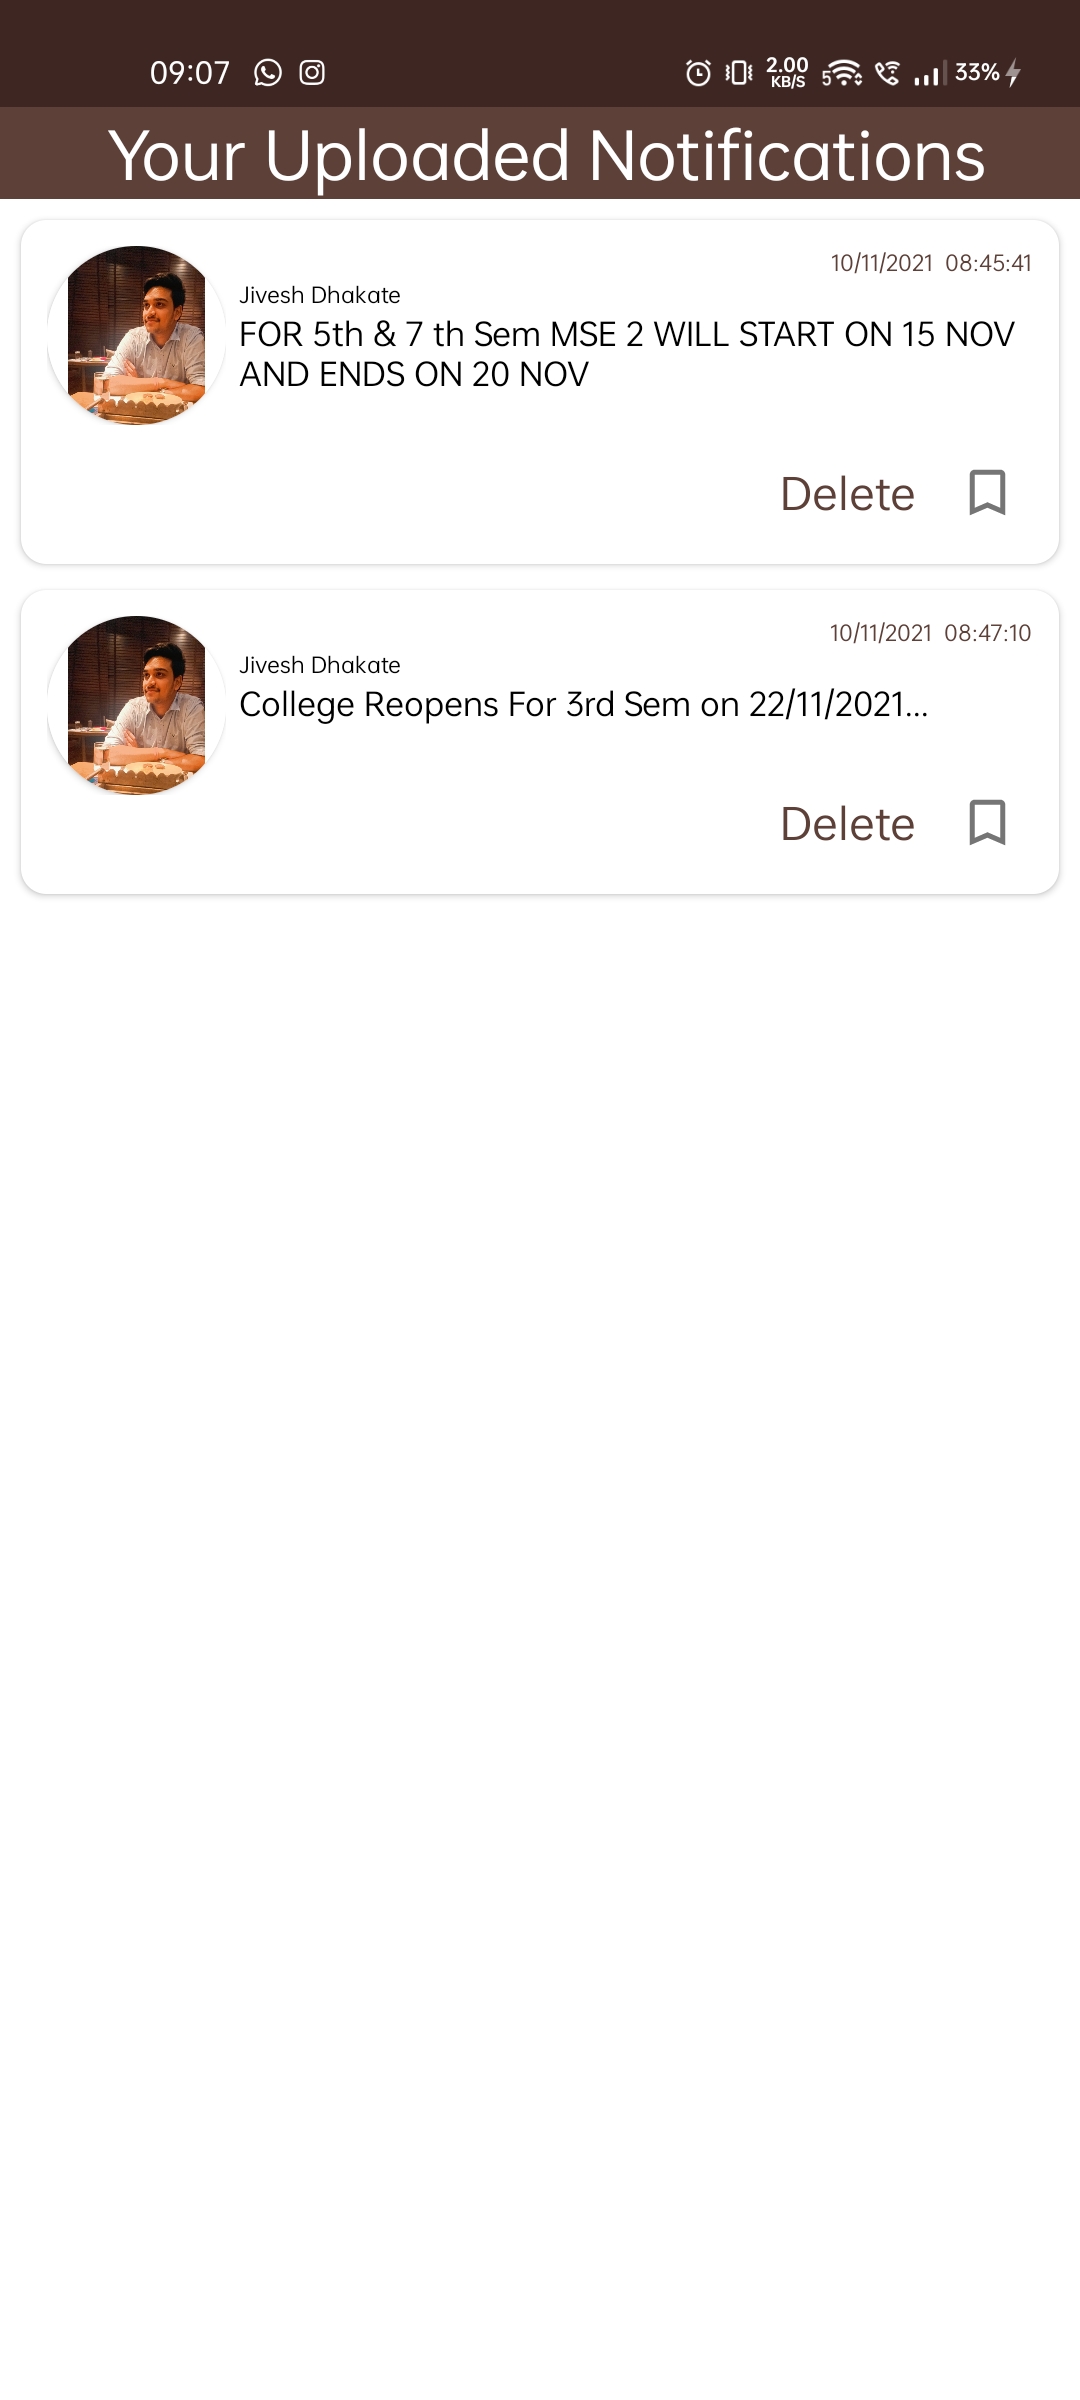 09:07 2.00 KB/S 5 33%
Your Uploaded Notifications
10/11/2021 08:45:41
Jivesh Dhakate
FOR 5th & 7 th Sem MSE 2 WILL START ON 15 NOV
AND ENDS ON 20 NOV
Delete
10/11/2021 08:47:10
Jivesh Dhakate
College Reopens For 3rd Sem on 22/11/2021...
Delete